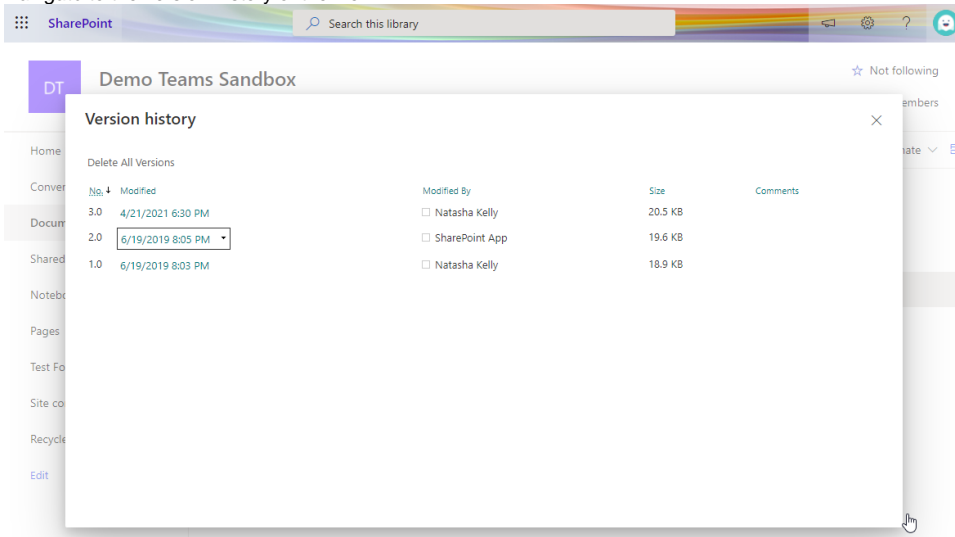 SharePoint
Search this library
?
DT
Demo Teams Sandbox
Not following
embers
Version history
Home
Delete All Versions
Conver
No. Modified Modified By Size Comments
3.0 4/21/2021 6:30 PM Natasha Kelly 20.5 KB
Docum
2.0 6/19/2019 8:05 PM SharePoint App 19.6 KB
Shared
1.0 6/19/2019 8:03 PM Natasha Kelly 18.9 KB
Notebo
Pages
Test Fo
Site co
Recycle
Edit